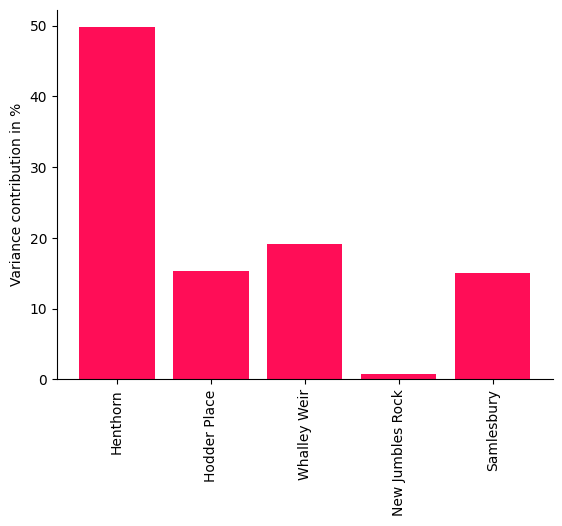 Variance contribution in %
50
40
30
20
10
0
Henthorn
Hodder Place
Whalley Weir
New Jumbles Rock
Samlesbury